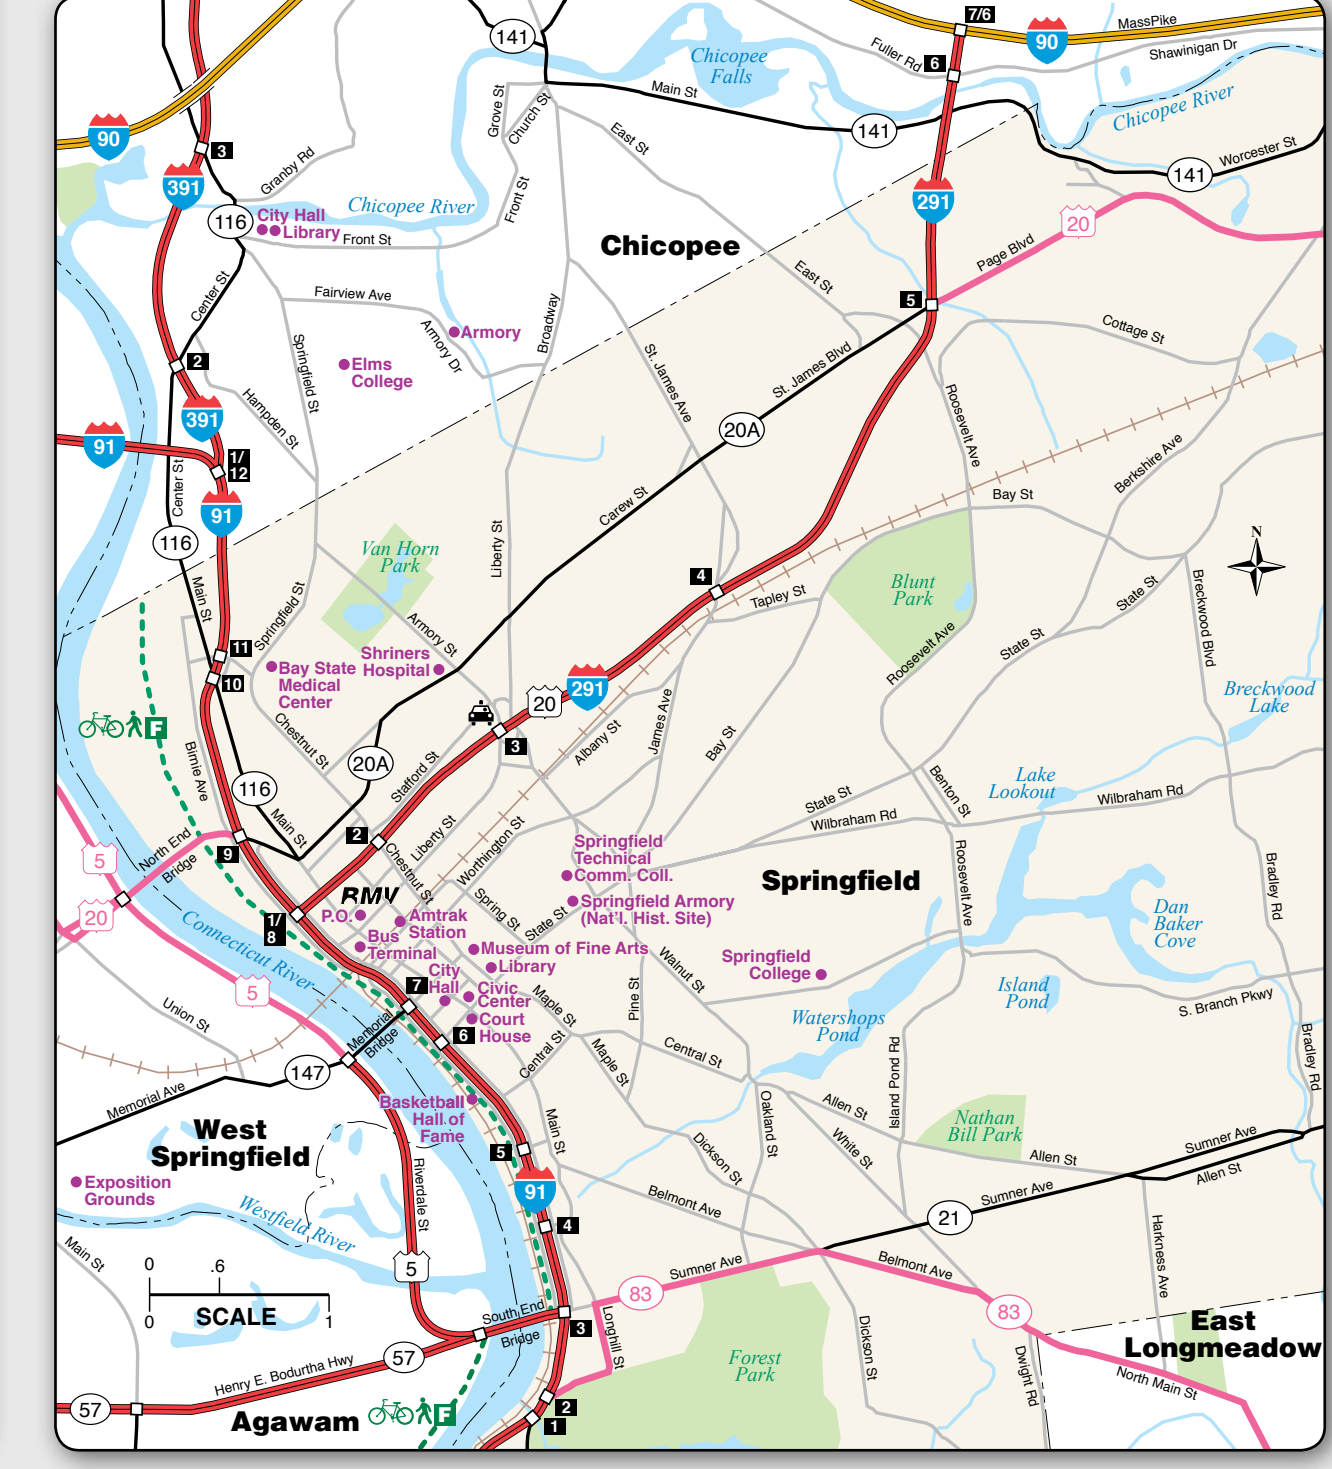 7/6
MassPike
141
90
Shawinigan Dr
Fuller Rd
6
Chicopee
Falls
Main St
Grove St
Church St
Chicopee River
141
East St
90
3
391
Granby Rd
Worcester St
141
291
Front St
Chicopee River
116
City Hall
Library
Front St
20
Chicopee
Page Blvd
East St
Center St
Fairview Ave
5
Armory Dr
Armory
Broadway
Cottage St
Springfield St
2
Elms
College
St. James Ave
St. James Blvd
391
Hampden St
Roosevelt Ave
91
20A
1/
12
Center St
Berkshire Ave
91
Carew St
Bay St
116
Liberty St
Van Horn
Park
N
4
Blunt
Park
Main St
Springfield St
Tapley St
State St
Breckwood Blvd
Armory St
11
Roosevelt Ave
State St
Bay State
Medical
Center
Shriners
Hospital
10
291
20
Breckwood
Lake
F
Chestnut St
James Ave
Bay St
Albany St
3
Birnie Ave
20A
Stafford St
116
Lake
Lookout
Benton St
Wilbraham Rd
State St
Wilbraham Rd
Main St
2
Liberty St
Worthington St
5
North End
Bridge
9
Chestnut St
Springfield
Technical
Comm. Coll.
Roosevelt Ave
Bradley Rd
Springfield
RMV
Spring St
Springfield Armory
(Nat'l. Hist. Site)
20
P.O.
Amtrak
Station
State St
Dan
Baker
Cove
1/
8
Bus
Terminal
Connecticut River
Museum of Fine Arts
Library
Walnut St
Springfield
College
City
Hall
7
Civic
Center
5
Pine St
Island
Pond
S. Branch Pkwy
Union St
Maple St
Court
House
6
Watershops
Pond
Memorial
Bridge
Central St
Maple St
Central St
Island Pond Rd
Bradley Rd
147
Memorial Ave
Basketball
Hall of
Fame
Allen St
Oakland St
Nathan
Bill Park
West
Springfield
Main St
White St
Dickson St
Sumner Ave
5
Allen St
Allen St
Exposition
Grounds
Riverdale St
91
Belmont Ave
Sumner Ave
21
Westfield River
4
Harkness Ave
Main St
Sumner Ave
Belmont Ave
0
.6
5
83
83
SCALE
0
1
South End
Bridge
3
Longhill St
Dickson St
East
Longmeadow
57
Forest
Park
Dwight Rd
Henry E. Bodurtha Hwy
North Main St
57
Agawam
F
2
1